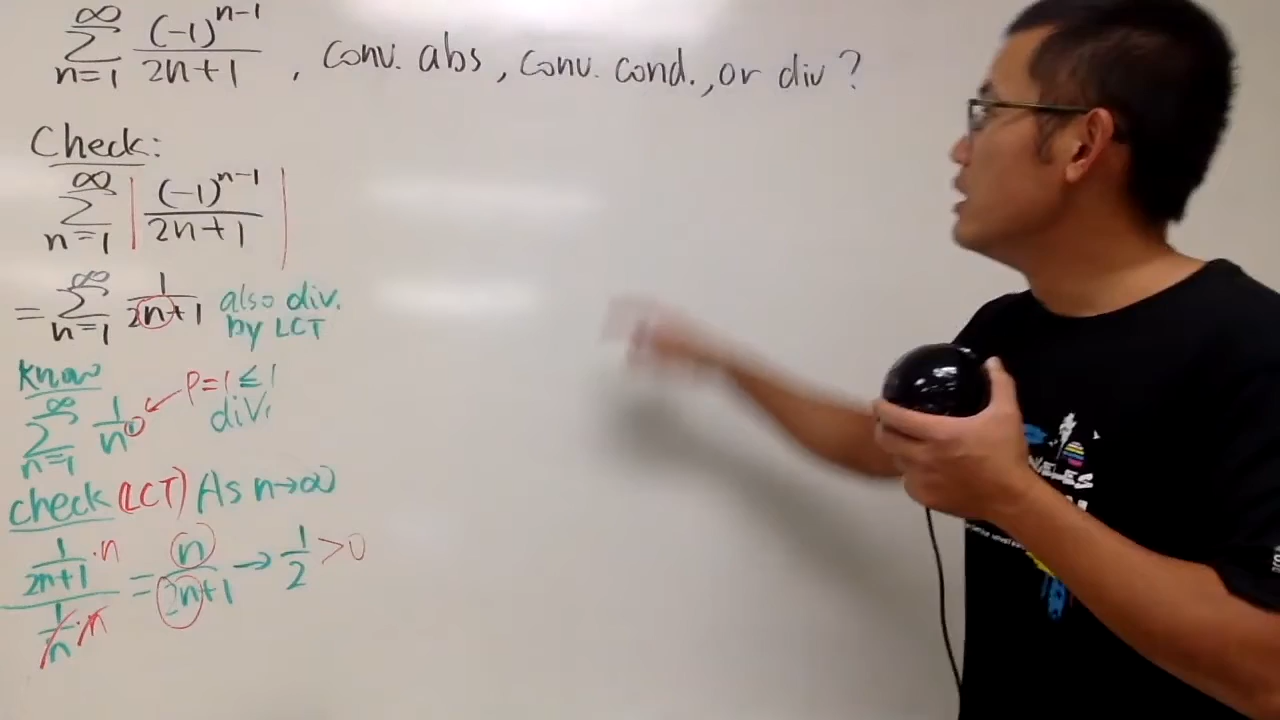 ∞∑n=1 (-1)^(n-1)/(2n+1), conv. abs, conv. cond., or div?
Check:
∞∑n=1 |(-1)^(n-1)/(2n+1)|
= ∞∑n=1 1/(2n+1) also div.
by LCT
Know
∞∑n=1 1/n^1 ← P=1≤1
div.
check (LCT) As n→∞
(1/(2n+1)·n)/(1/n·n) = n/(2n+1) → 1/2 >0